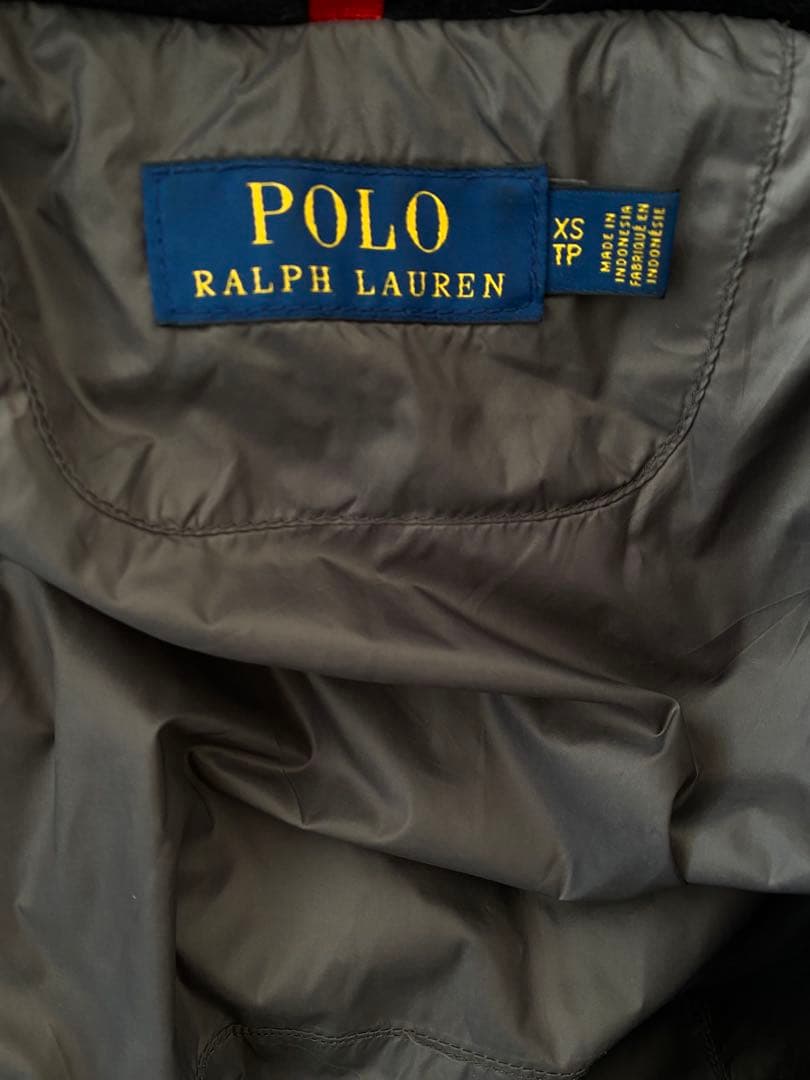 POLO
RALPH LAUREN
XS
TP
MADE IN
INDONESIA
FABRIQUÉ EN
INDONÉSIE